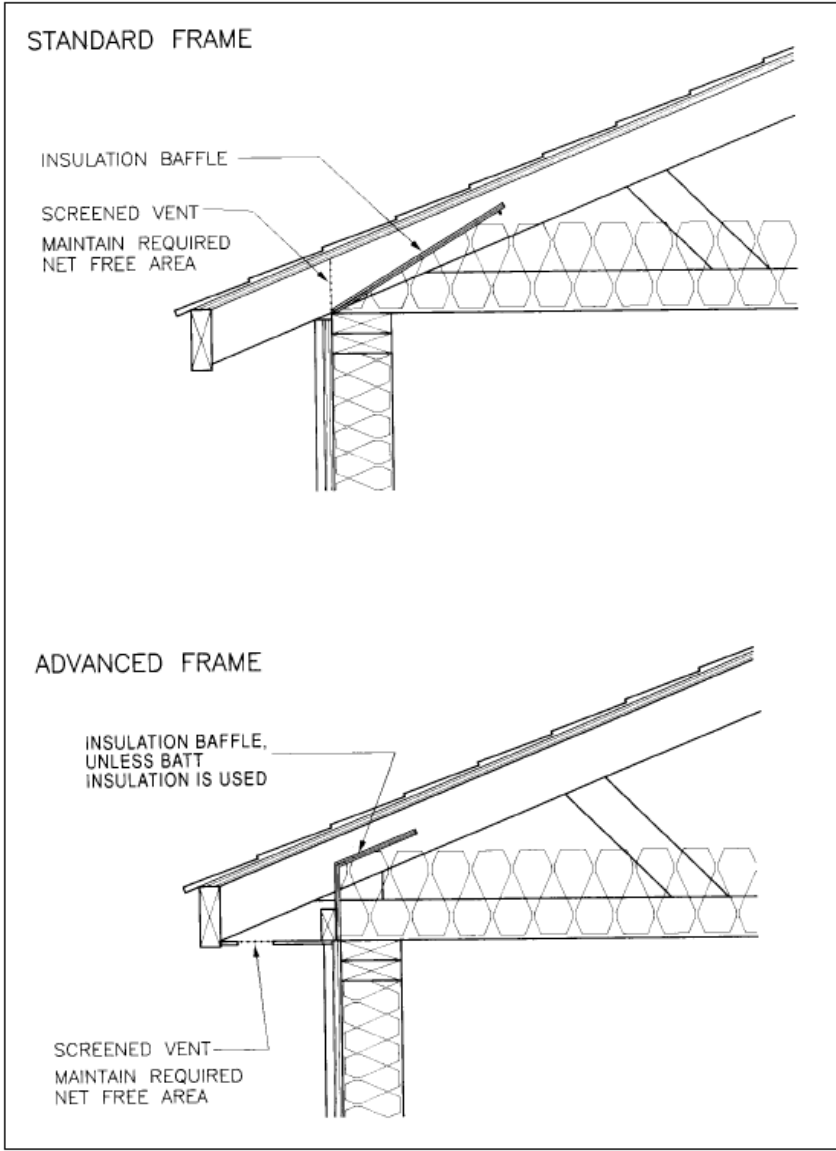 STANDARD FRAME
INSULATION BAFFLE
SCREENED VENT
MAINTAIN REQUIRED
NET FREE AREA
ADVANCED FRAME
INSULATION BAFFLE,
UNLESS BATT
INSULATION IS USED
SCREENED VENT
MAINTAIN REQUIRED
NET FREE AREA